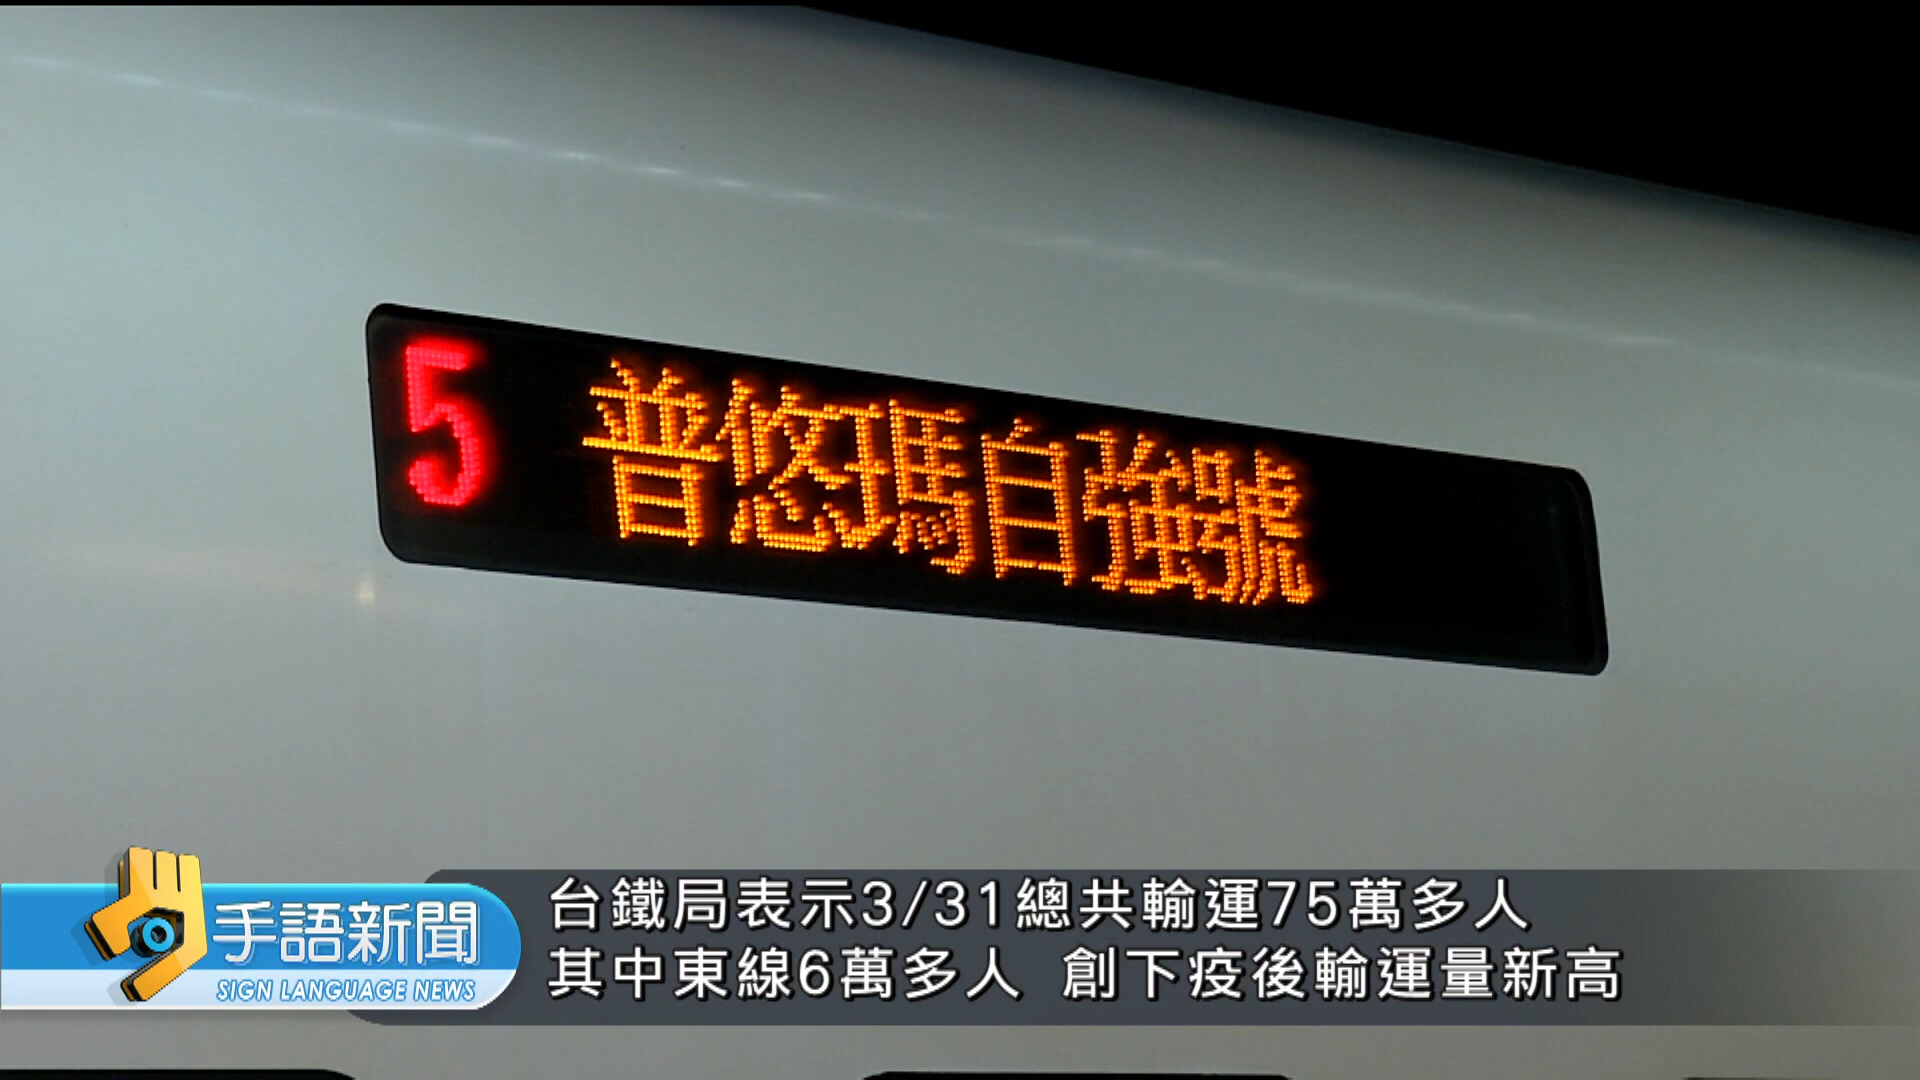 5 普悠瑪自強號
手語新聞
SIGN LANGUAGE NEWS
台鐵局表示3/31總共輸運75萬多人
其中東線6萬多人 創下疫後輸運量新高